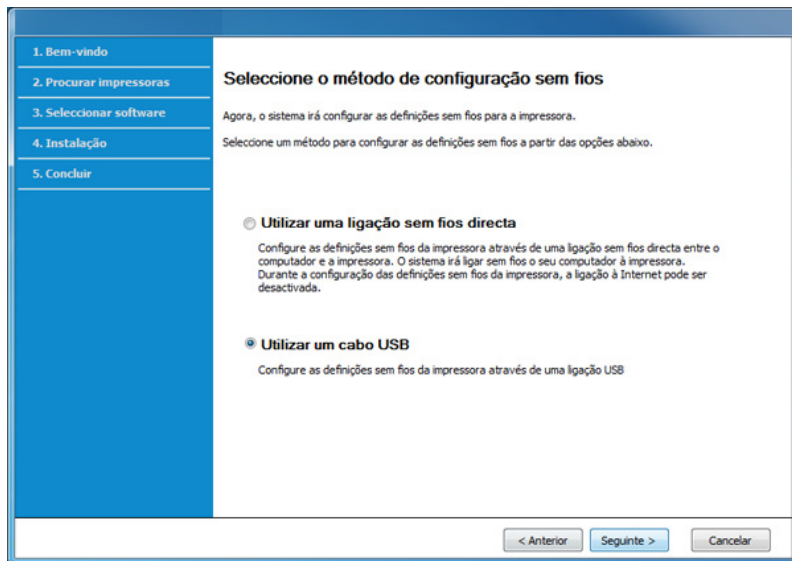 1. Bem-vindo
2. Procurar impressoras
3. Seleccionar software
4. Instalação
5. Concluir
Seleccione o método de configuração sem fios
Agora, o sistema irá configurar as definições sem fios para a impressora.
Seleccione um método para configurar as definições sem fios a partir das opções abaixo.
Utilizar uma ligação sem fios directa
Configure as definições sem fios da impressora através de uma ligação sem fios directa entre o
computador e a impressora. O sistema irá ligar sem fios o seu computador à impressora.
Durante a configuração das definições sem fios da impressora, a ligação à Internet pode ser
desactivada.
Utilizar um cabo USB
Configure as definições sem fios da impressora através de uma ligação USB
< Anterior
Seguinte >
Cancelar